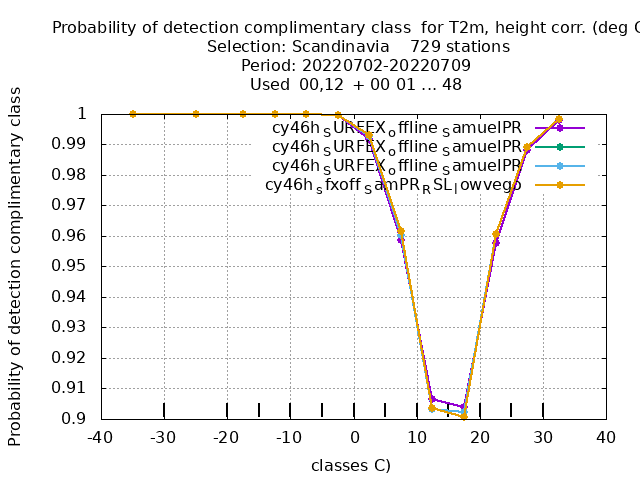 Probability of detection complimentary class  for T2m, height corr. (deg C
Selection: Scandinavia    729 stations
Period: 20220702-20220709
Used  00,12  + 00 01 ... 48
Probability of detection complimentary class
1
0.99
0.98
0.97
0.96
0.95
0.94
0.93
0.92
0.91
0.9
cy46h_SURFEX_offline_SamuelPR
cy46h_SURFEX_offline_SamuelPR
cy46h_SURFEX_offline_SamuelPR
cy46h_sfxoff_SamPR_RSL_lowvego
-40 -30 -20 -10 0 10 20 30 40
classes C)